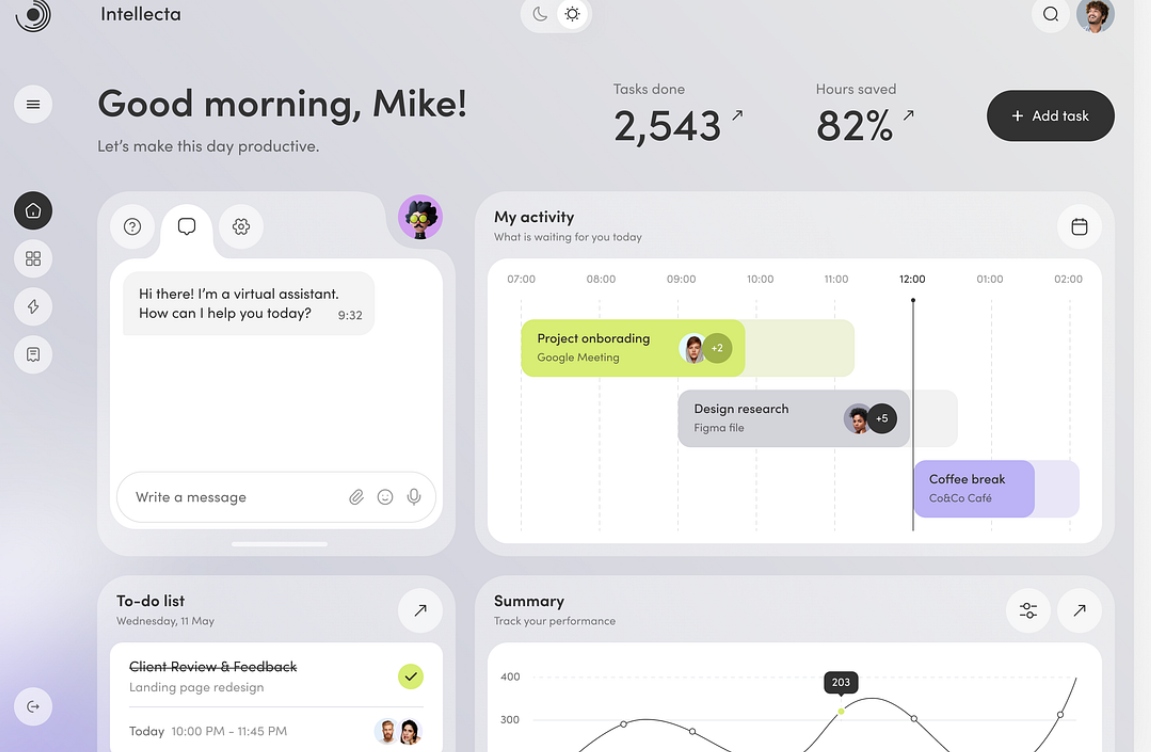 Intellecta
Good morning, Mike!
Let's make this day productive.
Tasks done
2,543
Hours saved
82%
+ Add task
Hi there! I'm a virtual assistant.
How can I help you today? 9:32
Write a message
My activity
What is waiting for you today
07:00 08:00 09:00 10:00 11:00 12:00 01:00 02:00
Project onborading
Google Meeting
+2
Design research
Figma file
+5
Coffee break
Co&Co Café
To-do list
Wednesday, 11 May
Client Review & Feedback
Landing page redesign
Today 10:00 PM - 11:45 PM
Summary
Track your performance
400
203
300